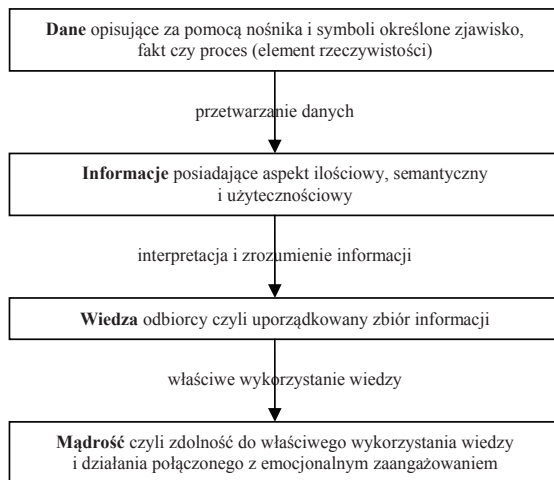 Dane opisujące za pomocą nośnika i symboli określone zjawisko,
fakt czy proces (element rzeczywistości)
przetwarzanie danych
Informacje posiadające aspekt ilościowy, semantyczny
i użytecznościowy
interpretacja i zrozumienie informacji
Wiedza odbiorcy czyli uporządkowany zbiór informacji
właściwe wykorzystanie wiedzy
Mądrość czyli zdolność do właściwego wykorzystania wiedzy
i działania połączonego z emocjonalnym zaangażowaniem